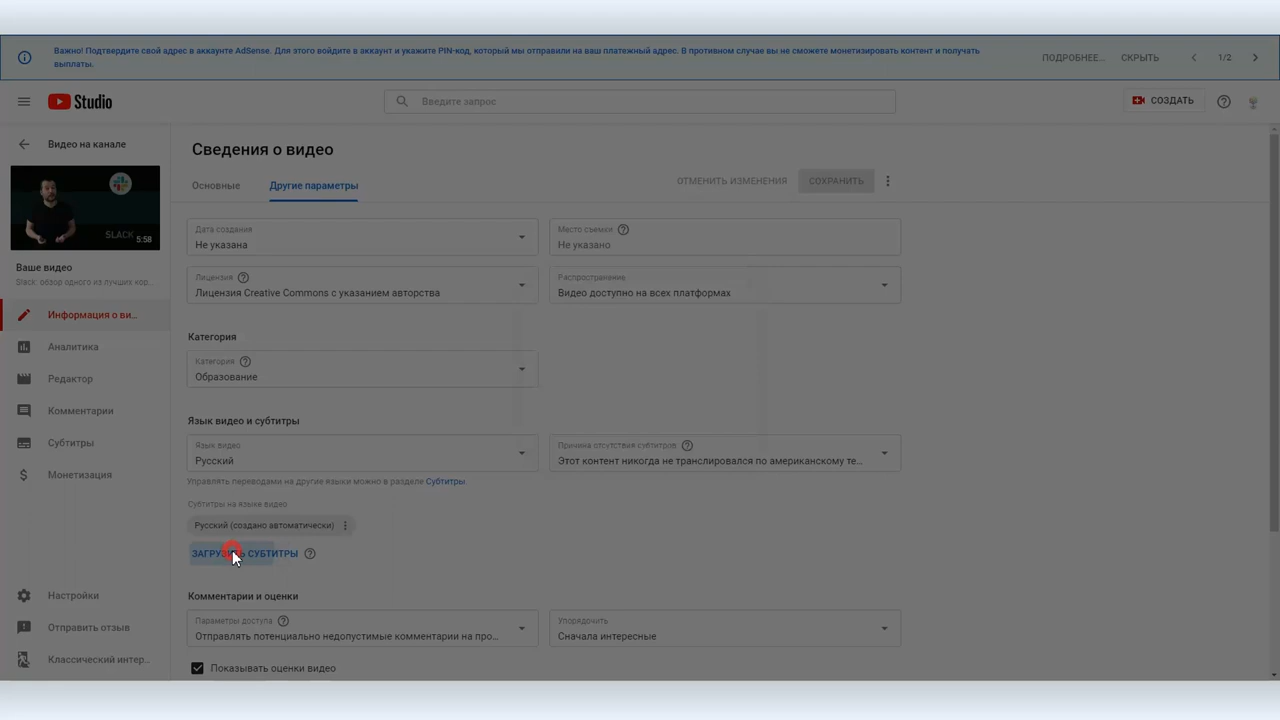 Важно! Подтвердите свой адрес в аккаунте AdSense. Для этого войдите в аккаунт и укажите PIN-код, который мы отправили на ваш платежный адрес. В противном случае вы не сможете монетизировать контент и получать
выплаты.
ПОДРОБНЕЕ...
СКРЫТЬ
1/2
Studio
Введите запрос
СОЗДАТЬ
Видео на канале
SLACK
5:58
Ваше видео
Slack: обзор одного из лучших кор...
Информация о ви...
Аналитика
Редактор
Комментарии
Субтитры
Монетизация
Настройки
Отправить отзыв
Классический интер...
Сведения о видео
Основные
Другие параметры
ОТМЕНИТЬ ИЗМЕНЕНИЯ
СОХРАНИТЬ
Дата создания
Не указана
Место съемки
Не указано
Лицензия
Лицензия Creative Commons с указанием авторства
Распространение
Видео доступно на всех платформах
Категория
Категория
Образование
Язык видео и субтитры
Язык видео
Русский
Причина отсутствия субтитров
Этот контент никогда не транслировался по американскому те...
Управлять переводами на другие языки можно в разделе Субтитры.
Субтитры на языке видео
Русский (создано автоматически)
ЗАГРУЗИТЬ СУБТИТРЫ
Комментарии и оценки
Параметры доступа
Отправлять потенциально недопустимые комментарии на про...
Упорядочить
Сначала интересные
Показывать оценки видео